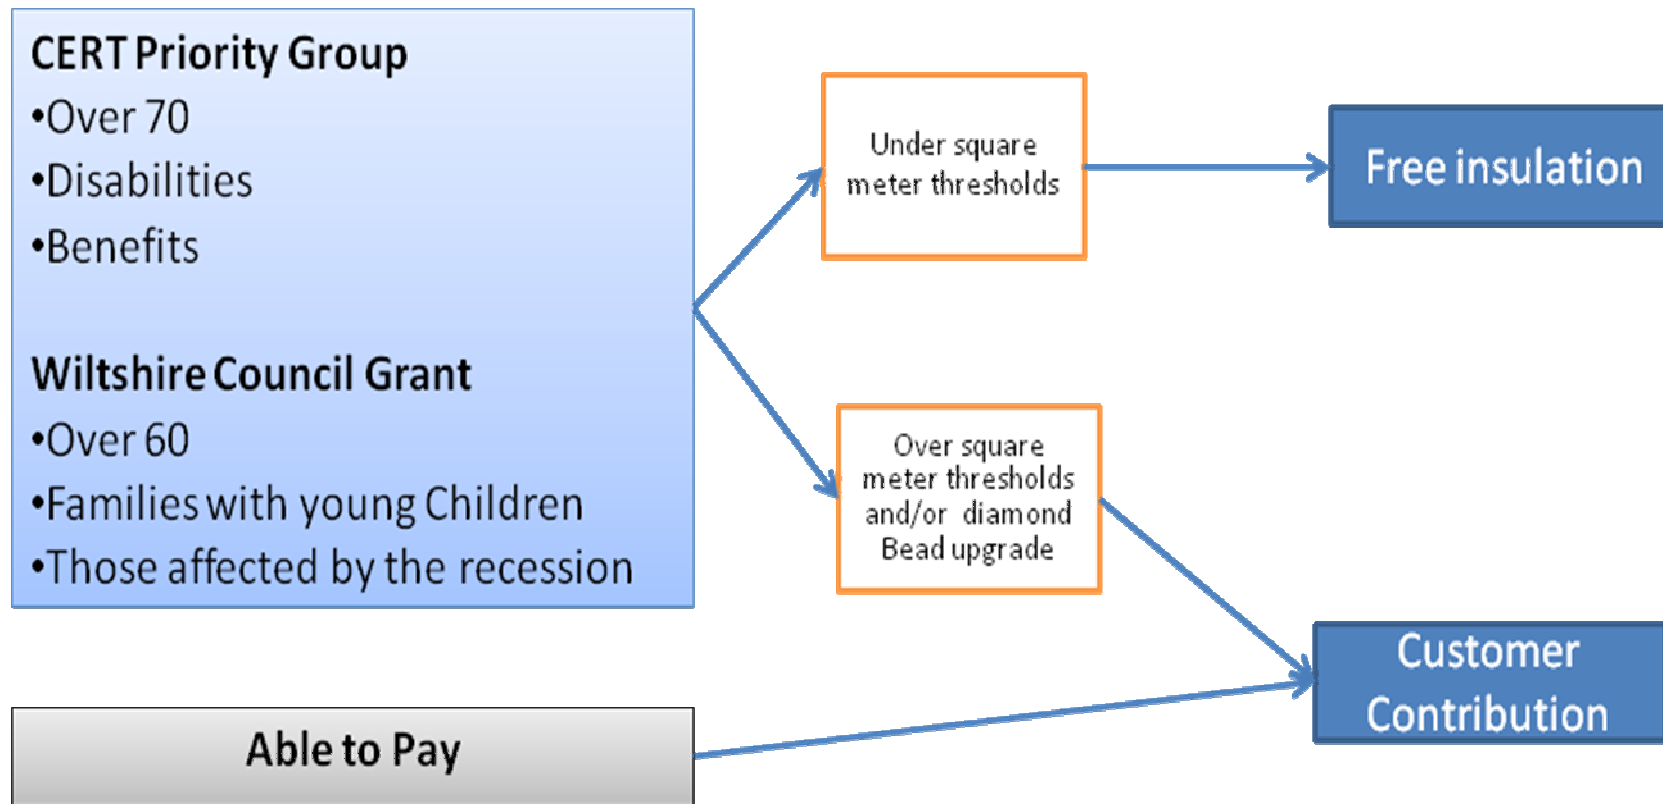 CERT Priority Group
•Over 70
•Disabilities
•Benefits
Wiltshire Council Grant
•Over 60
•Families with young Children
•Those affected by the recession
Able to Pay
Under square
meter thresholds
Over square
meter thresholds
and/or diamond
Bead upgrade
Free insulation
Customer
Contribution